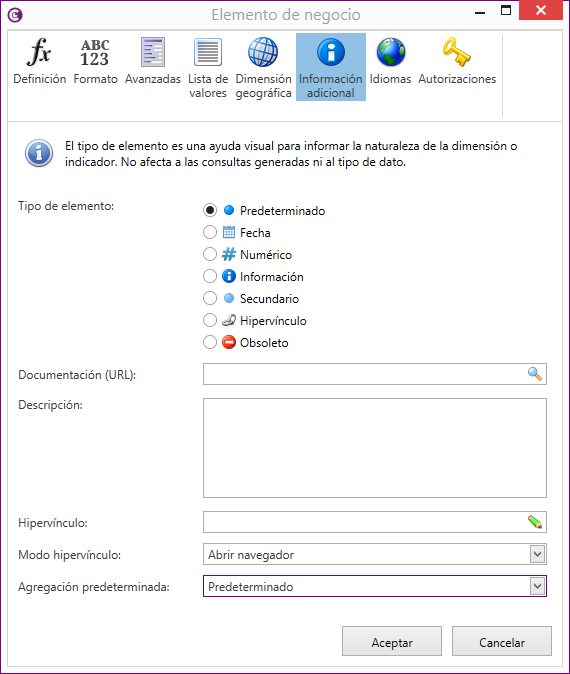 Elemento de negocio
fx
ABC
123
Definición
Formato
Avanzadas
Lista de
valores
Dimensión
geográfica
Información
adicional
Idiomas
Autorizaciones
El tipo de elemento es una ayuda visual para informar la naturaleza de la dimensión o
indicador. No afecta a las consultas generadas ni al tipo de dato.
Tipo de elemento:
Predeterminado
Fecha
Numérico
Información
Secundario
Hipervínculo
Obsoleto
Documentación (URL):
Descripción:
Hipervínculo:
Modo hipervínculo:
Abrir navegador
Agregación predeterminada:
Predeterminado
Aceptar
Cancelar